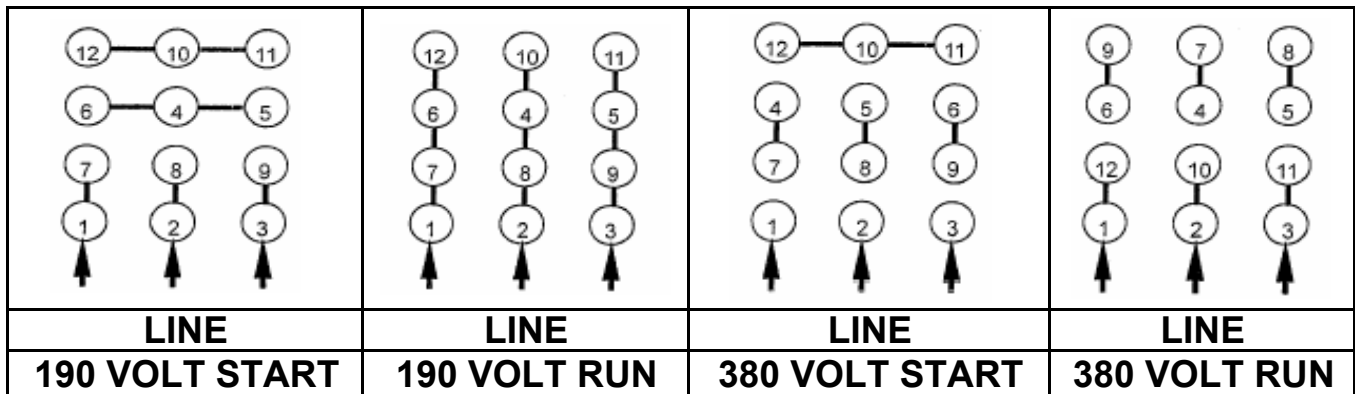 12 10 11 12 10 11 12 10 11 9 7 8
6 4 5 6 4 5 4 5 6 6 4 5
7 8 9 7 8 9 7 8 9 12 10 11
1 2 3 1 2 3 1 2 3 1 2 3
LINE LINE LINE LINE
190 VOLT START 190 VOLT RUN 380 VOLT START 380 VOLT RUN